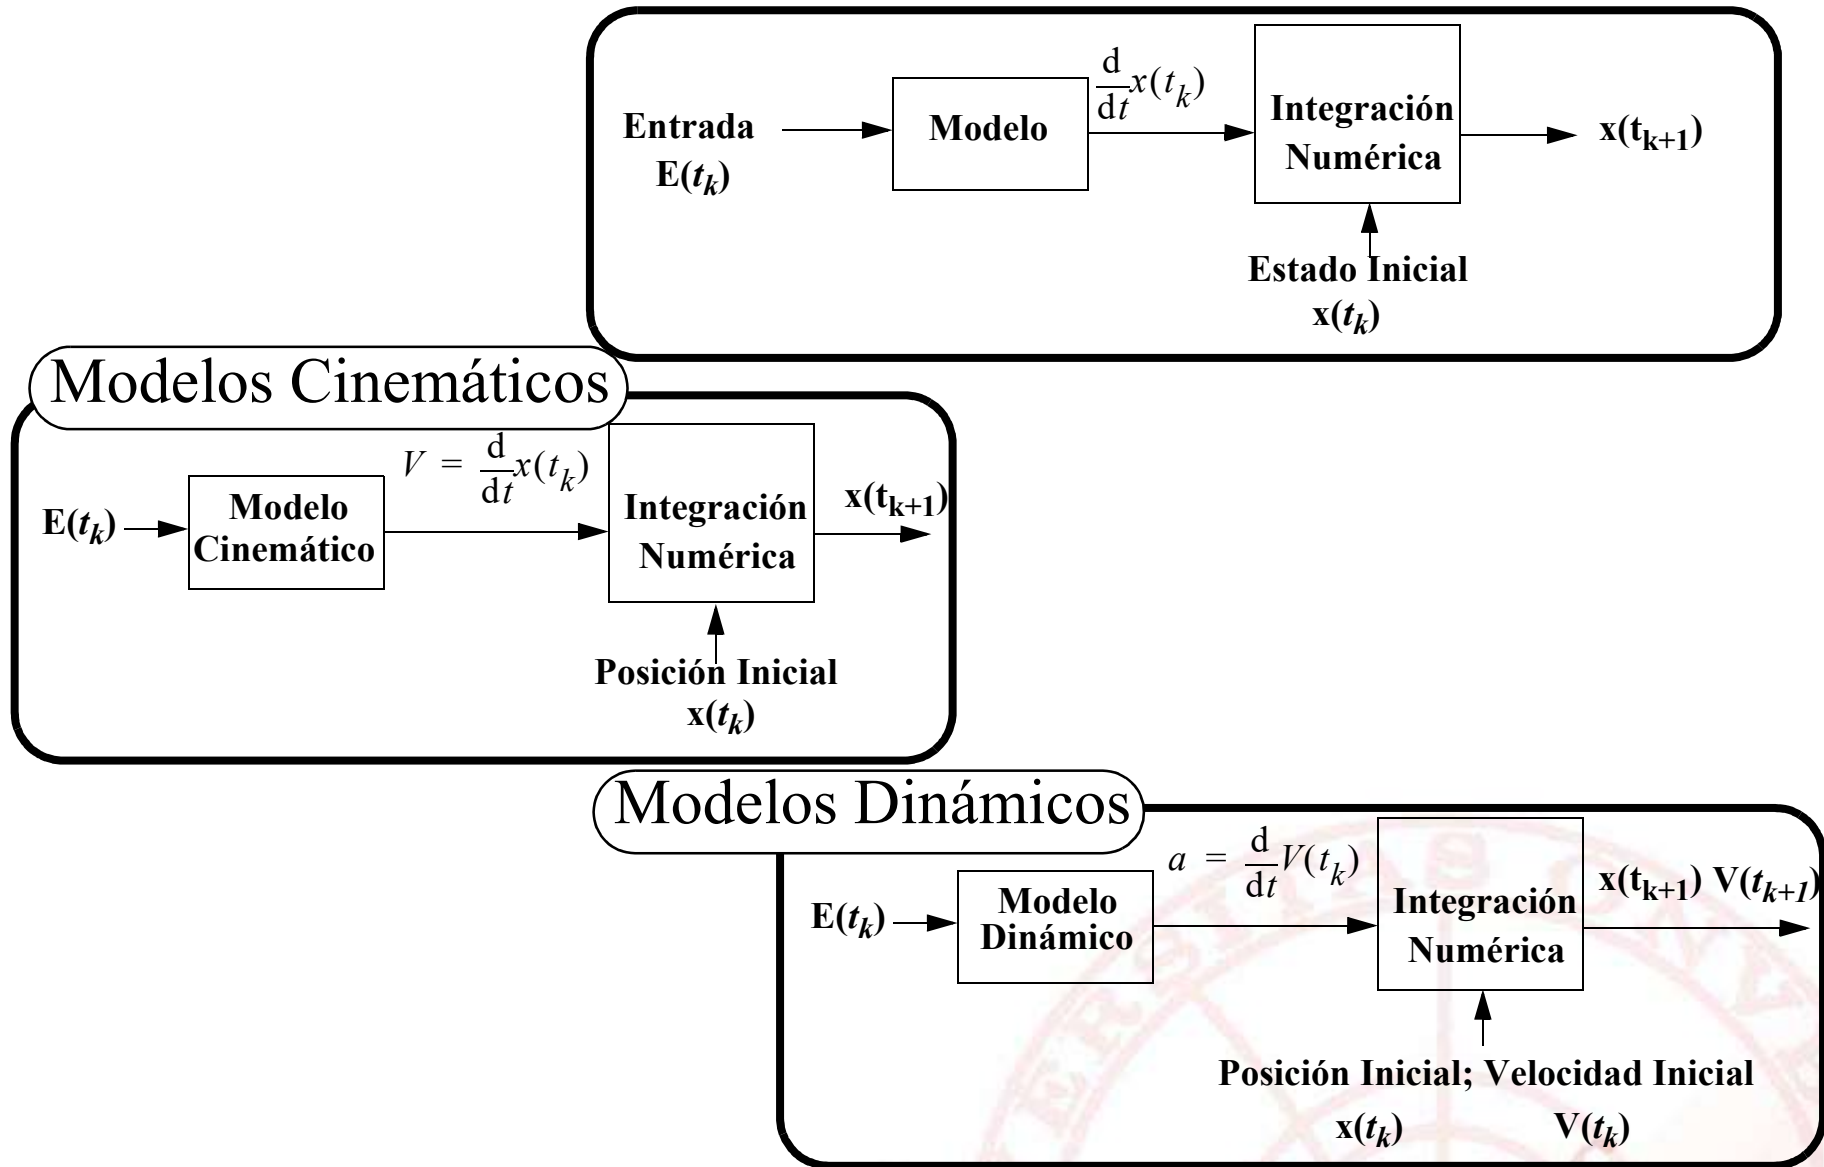 Entrada
E(t_k)
Modelo
d/dt x(t_k)
Integración
Numérica
x(t_{k+1})
Estado Inicial
x(t_k)
Modelos Cinemáticos
E(t_k)
Modelo
Cinemático
V = d/dt x(t_k)
Integración
Numérica
x(t_{k+1})
Posición Inicial
x(t_k)
Modelos Dinámicos
E(t_k)
Modelo
Dinámico
a = d/dt V(t_k)
Integración
Numérica
x(t_{k+1}) V(t_{k+1})
Posición Inicial; Velocidad Inicial
x(t_k) V(t_k)